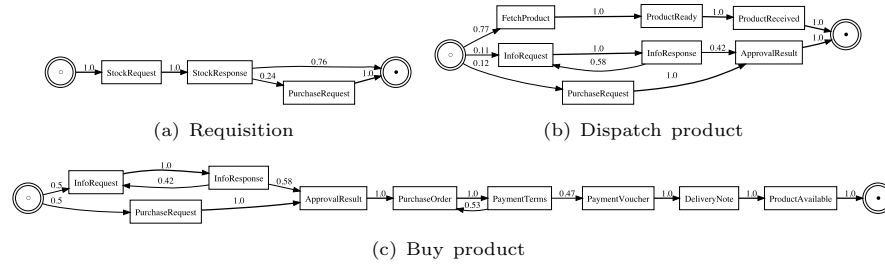 FetchProduct
1.0
ProductReady
1.0
ProductReceived
1.0
0.77
0.11
InfoRequest
1.0
InfoResponse
0.42
ApprovalResult
1.0
0.58
0.12
PurchaseRequest
1.0
1.0
StockRequest
1.0
StockResponse
0.76
0.24
PurchaseRequest
1.0
(a) Requisition
(b) Dispatch product
0.5
InfoRequest
1.0
InfoResponse
0.42
0.58
0.5
PurchaseRequest
1.0
ApprovalResult
1.0
PurchaseOrder
1.0
PaymentTerms
0.53
0.47
PaymentVoucher
1.0
DeliveryNote
1.0
ProductAvailable
1.0
(c) Buy product